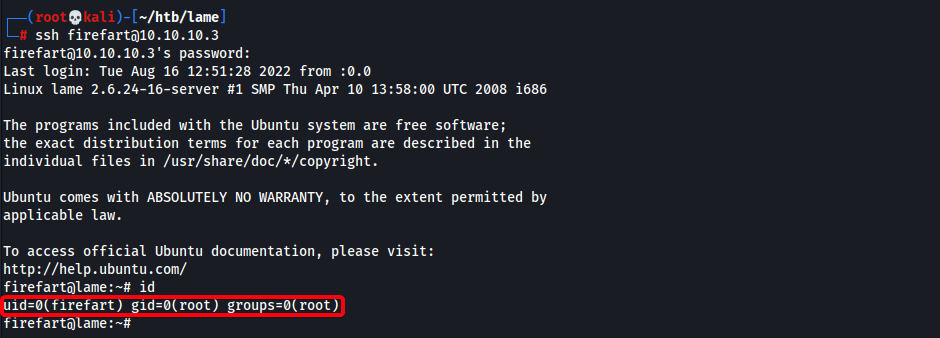 ┌──(root💀kali)-[~/htb/lame]
└─# ssh firefart@10.10.10.3
firefart@10.10.10.3's password:
Last login: Tue Aug 16 12:51:28 2022 from :0.0
Linux lame 2.6.24-16-server #1 SMP Thu Apr 10 13:58:00 UTC 2008 i686

The programs included with the Ubuntu system are free software;
the exact distribution terms for each program are described in the
individual files in /usr/share/doc/*/copyright.

Ubuntu comes with ABSOLUTELY NO WARRANTY, to the extent permitted by
applicable law.

To access official Ubuntu documentation, please visit:
http://help.ubuntu.com/
firefart@lame:~# id
uid=0(firefart) gid=0(root) groups=0(root)
firefart@lame:~#